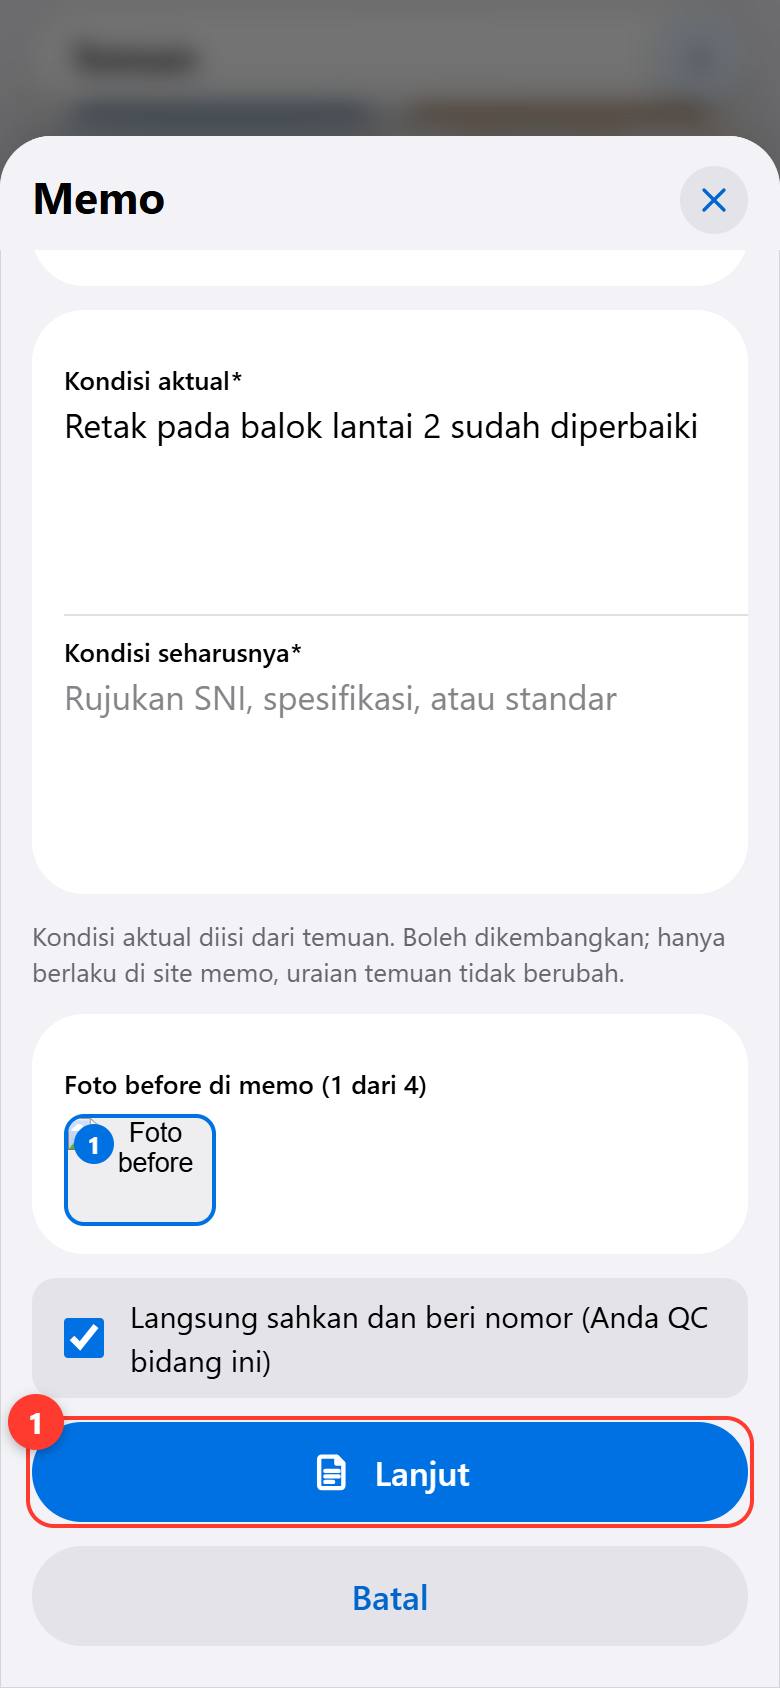 Memo
Kondisi aktual*
Retak pada balok lantai 2 sudah diperbaiki
Kondisi seharusnya*
Rujukan SNI, spesifikasi, atau standar
Kondisi aktual diisi dari temuan. Boleh dikembangkan; hanya
berlaku di site memo, uraian temuan tidak berubah.
Foto before di memo (1 dari 4)
1
Foto
before
Langsung sahkan dan beri nomor (Anda QC
bidang ini)
1
Lanjut
Batal